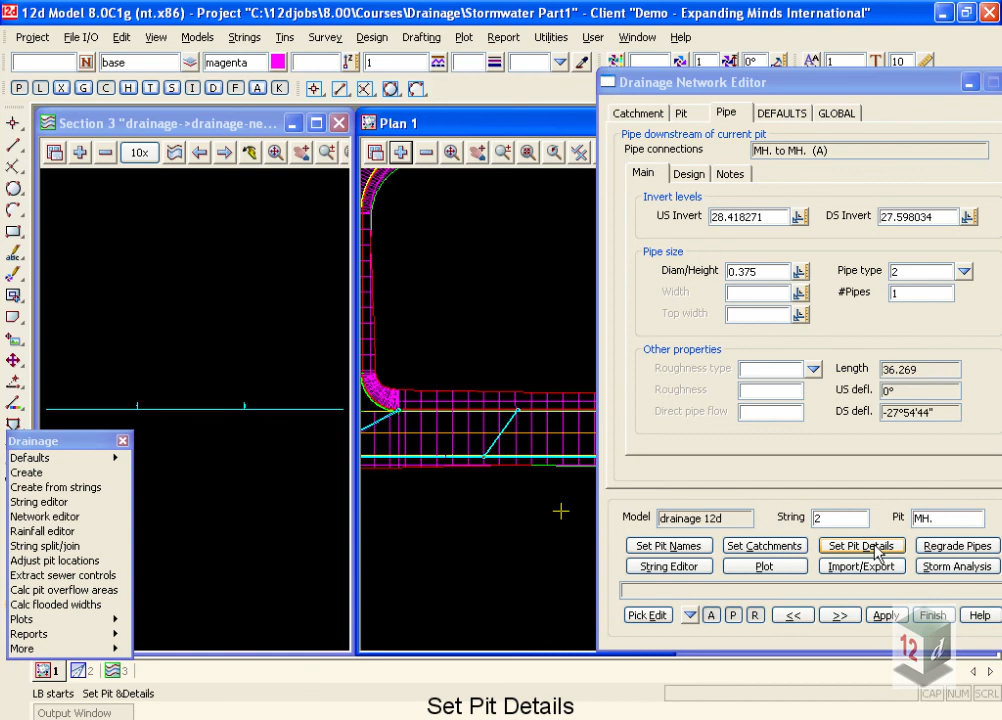 12d Model 8.0C1g (nt.x86) - Project "C:\12djobs\8.00\Courses\Drainage\Stormwater Part1" - Client "Demo - Expanding Minds International"
Project File I/O Edit View Models Strings Tins Survey Design Drafting Plot Report Utilities User Window Help
N base magenta 1 0° 1 T 10
P L X G C H T S I D F A K
Section 3 "drainage->drainage-ne...
Plan 1
10x
Drainage Network Editor
Catchment Pit Pipe DEFAULTS GLOBAL
Pipe downstream of current pit
Pipe connections MH. to MH. (A)
Main Design Notes
Invert levels
US Invert 28.418271 DS Invert 27.598034
Pipe size
Diam/Height 0.375 Pipe type 2
Width #Pipes 1
Top width
Other properties
Roughness type Length 36.269
Roughness US defl. 0°
Direct pipe flow DS defl. -27°54'44"
Model drainage 12d String 2 Pit MH.
Set Pit Names Set Catchments Set Pit Details Regrade Pipes
String Editor Plot Import/Export Storm Analysis
Pick Edit A P R << >> Apply Finish Help
abc
Drainage
Defaults
Create
Create from strings
String editor
Network editor
Rainfall editor
String split/join
Adjust pit locations
Extract sewer controls
Calc pit overflow areas
Calc flooded widths
Plots
Reports
More
1 2 3
12 d
LB starts Set Pit &Details
CAP NUM SCRL
Output Window
Set Pit Details